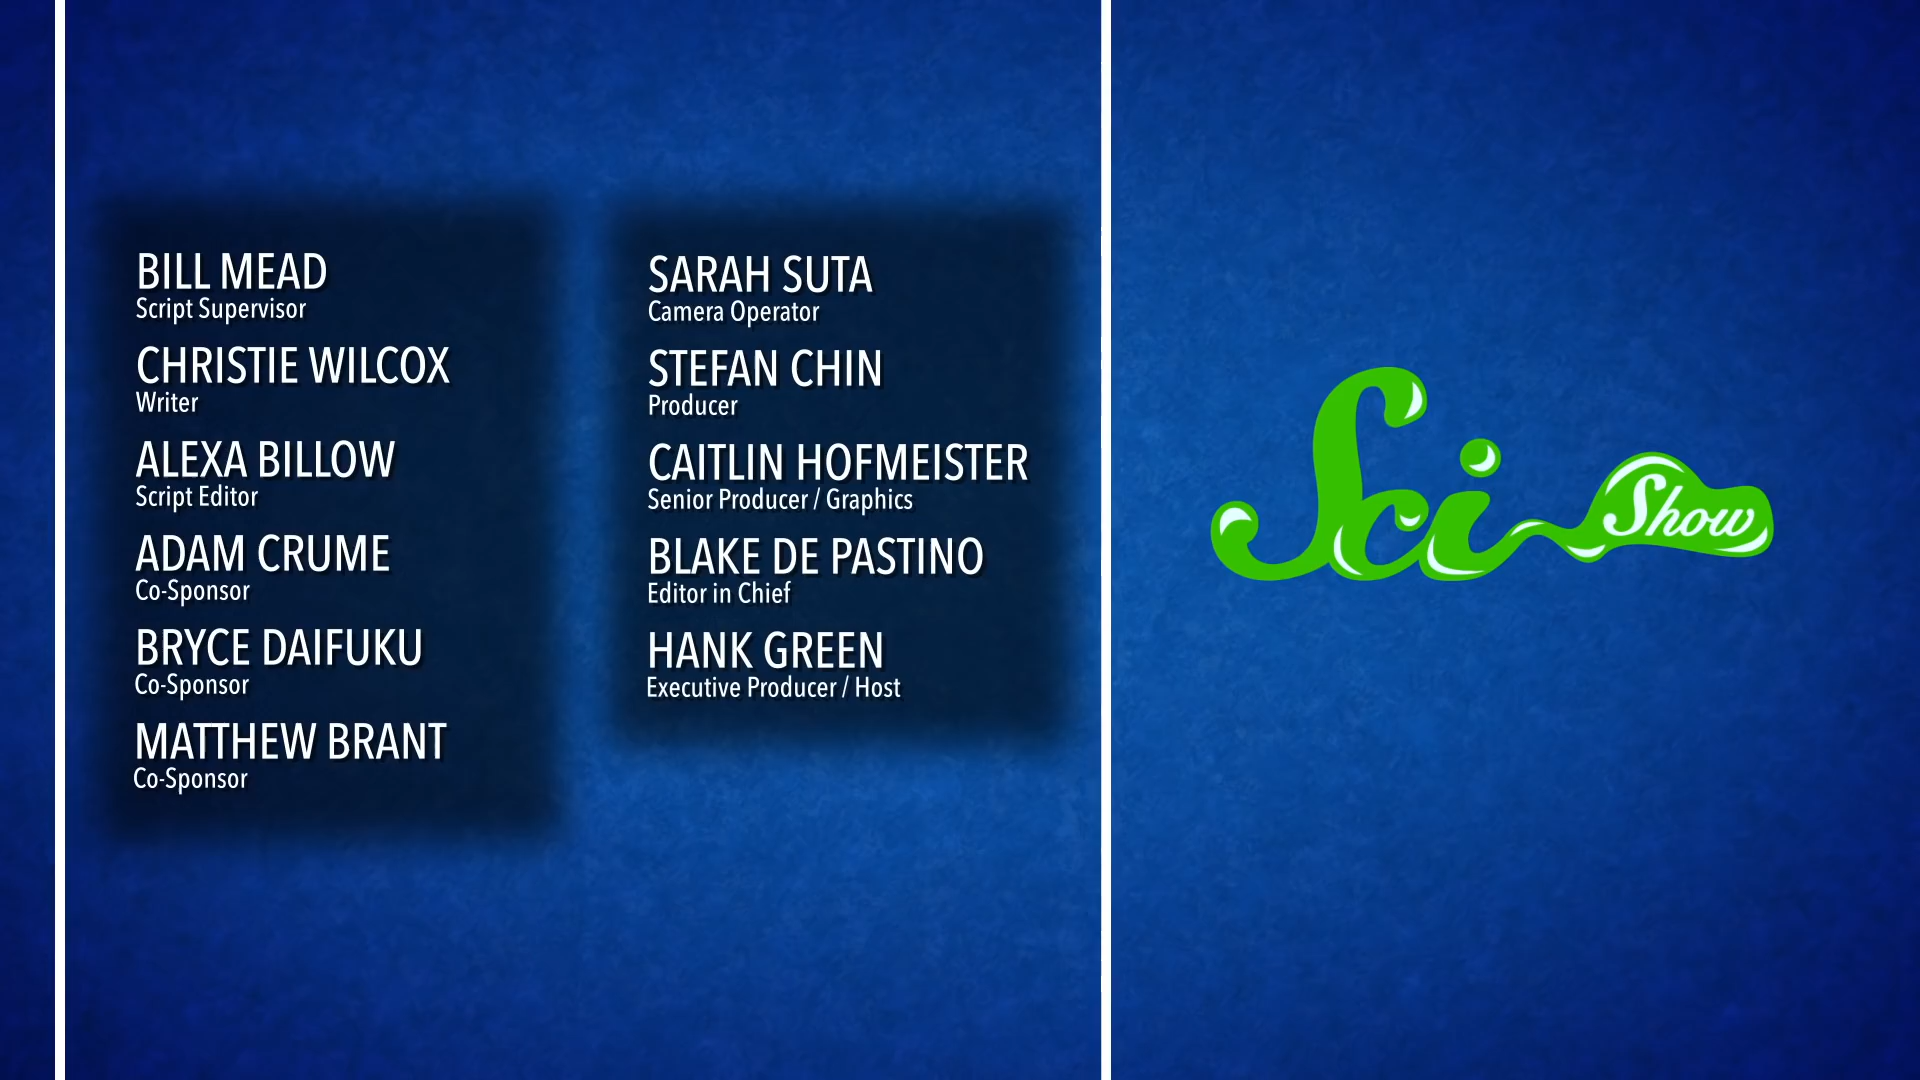 BILL MEAD
Script Supervisor
CHRISTIE WILCOX
Writer
ALEXA BILLOW
Script Editor
ADAM CRUME
Co-Sponsor
BRYCE DAIFUKU
Co-Sponsor
MATTHEW BRANT
Co-Sponsor
SARAH SUTA
Camera Operator
STEFAN CHIN
Producer
CAITLIN HOFMEISTER
Senior Producer / Graphics
BLAKE DE PASTINO
Editor in Chief
HANK GREEN
Executive Producer / Host
Sci Show